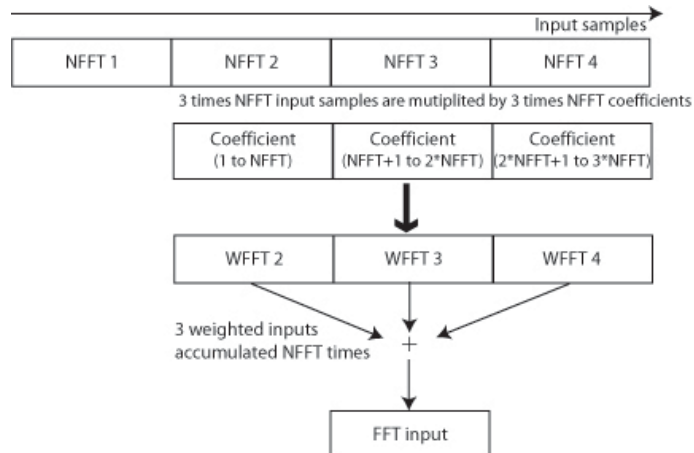 Input samples
NFFT 1 NFFT 2 NFFT 3 NFFT 4
3 times NFFT input samples are mutiplited by 3 times NFFT coefficients
Coefficient Coefficient Coefficient
(1 to NFFT) (NFFT+1 to 2*NFFT) (2*NFFT+1 to 3*NFFT)
WFFT 2 WFFT 3 WFFT 4
3 weighted inputs
accumulated NFFT times
+
FFT input